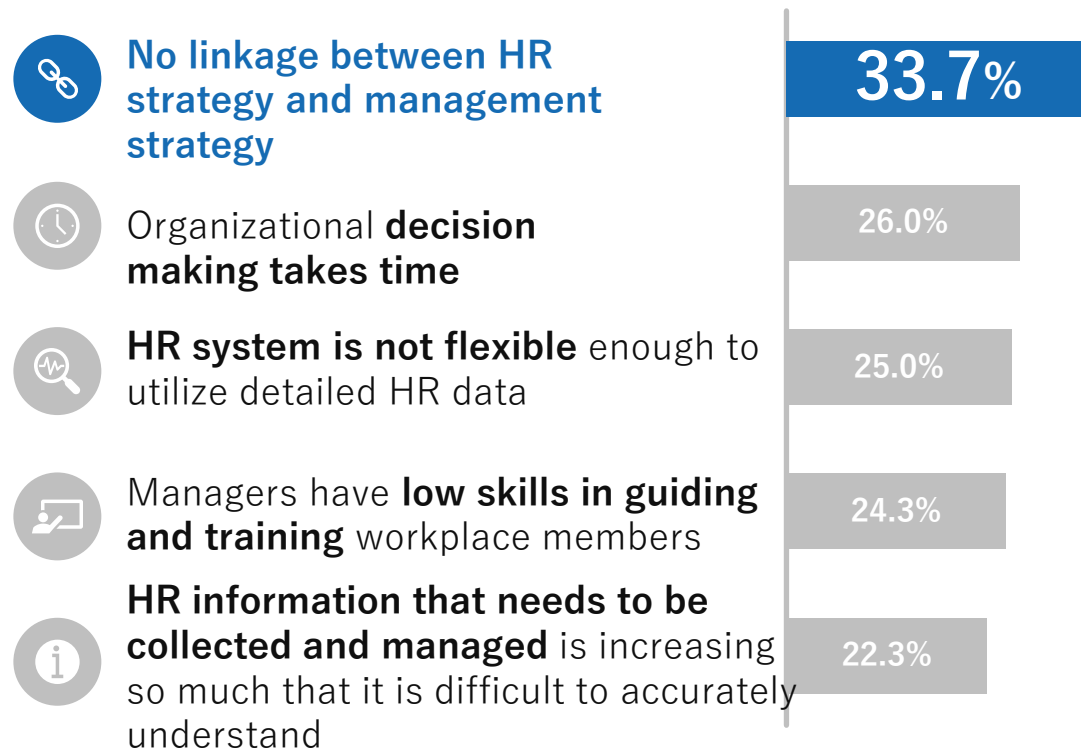 No linkage between HR
strategy and management
strategy
33.7%
Organizational decision
making takes time
26.0%
HR system is not flexible enough to
utilize detailed HR data
25.0%
Managers have low skills in guiding
and training workplace members
24.3%
HR information that needs to be
collected and managed is increasing
so much that it is difficult to accurately
understand
22.3%